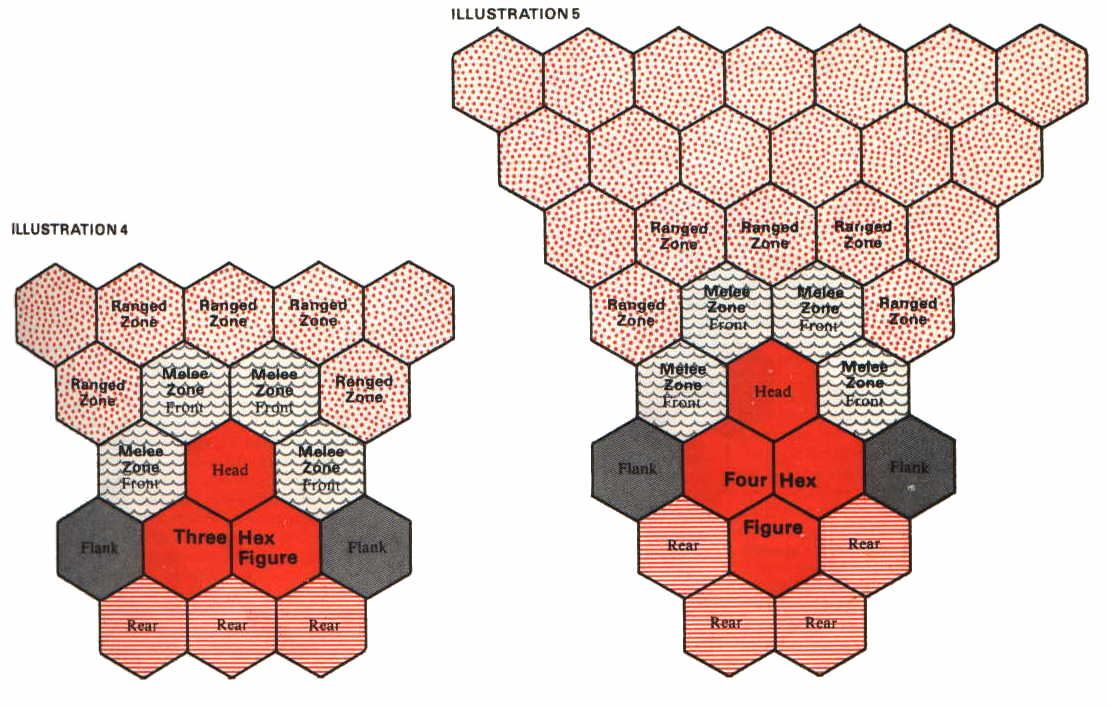 ILLUSTRATION 5
Ranged
Zone
Ranged
Zone
Ranged
Zone
Ranged
Zone
Melee
Zone
Front
Melee
Zone
Front
Ranged
Zone
Melee
Zone
Front
Head
Melee
Zone
Front
Flank
Four Hex
Flank
Rear
Figure
Rear
Rear
Rear
ILLUSTRATION 4
Ranged
Zone
Ranged
Zone
Ranged
Zone
Ranged
Zone
Melee
Zone
Front
Melee
Zone
Front
Ranged
Zone
Melee
Zone
Front
Head
Melee
Zone
Front
Flank
Three Hex
Figure
Flank
Rear
Rear
Rear